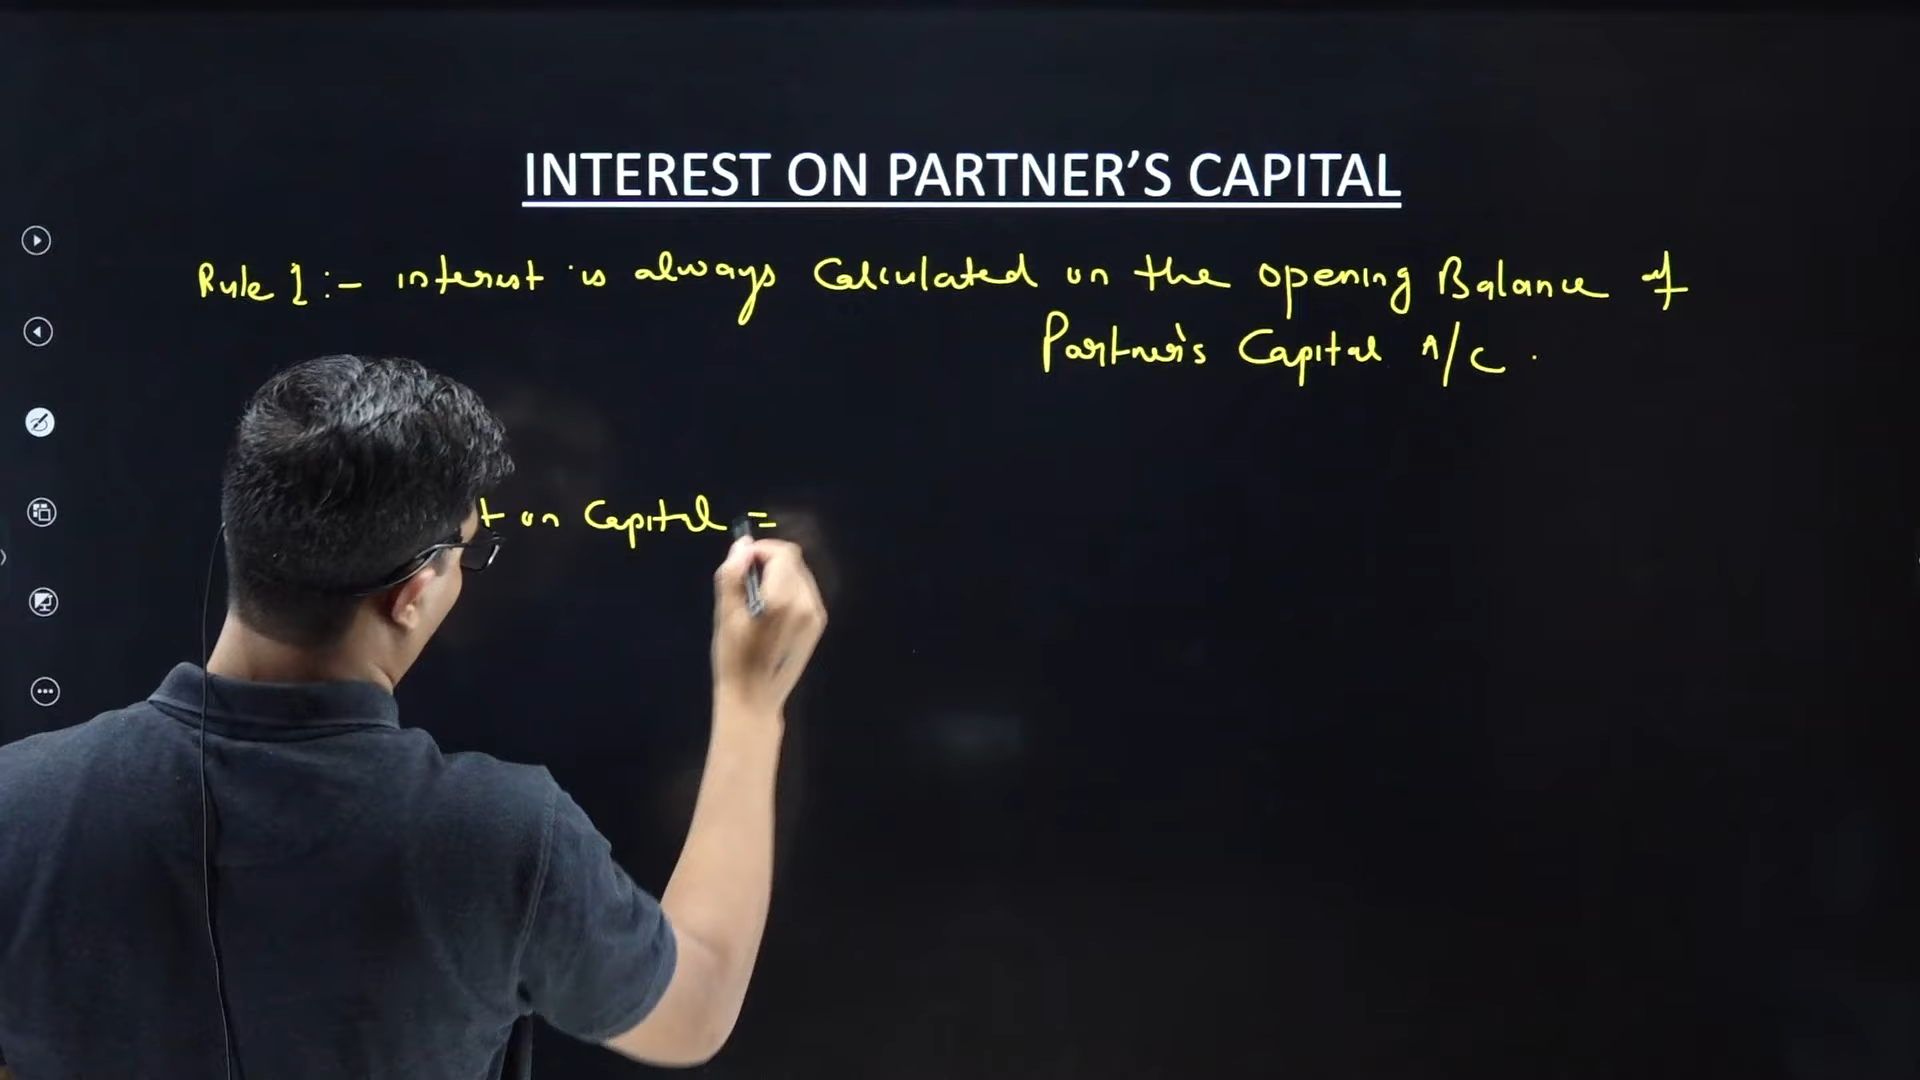 INTEREST ON PARTNER'S CAPITAL
Rule 1 :- interest is always Calculated on the opening Balance of
Partner's Capital A/C .
t on Capital =